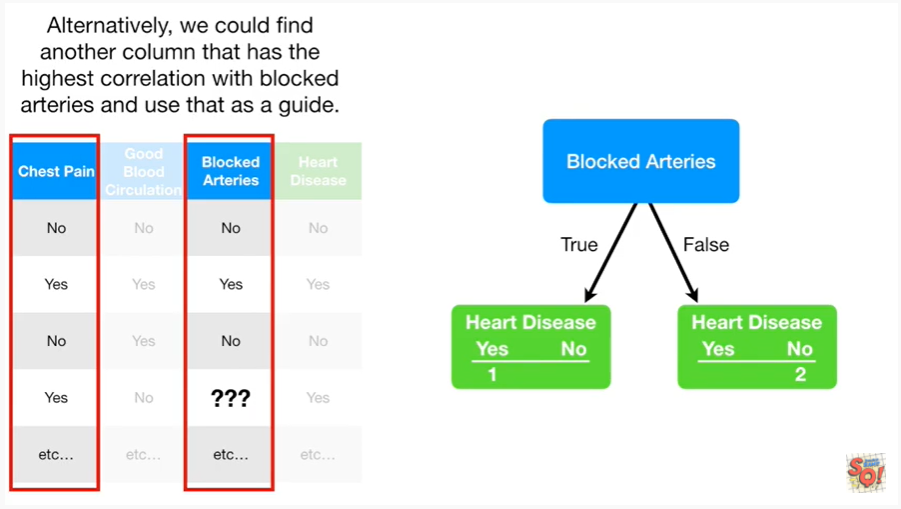 Alternatively, we could find
another column that has the
highest correlation with blocked
arteries and use that as a guide.
Chest Pain
Good
Blood
Circulation
Blocked
Arteries
Heart
Disease
No No No No
Yes Yes Yes Yes
No Yes No No
Yes No ??? Yes
etc... etc... etc... etc...
Blocked Arteries
True False
Heart Disease
Yes No
1
Heart Disease
Yes No
2
SQ!